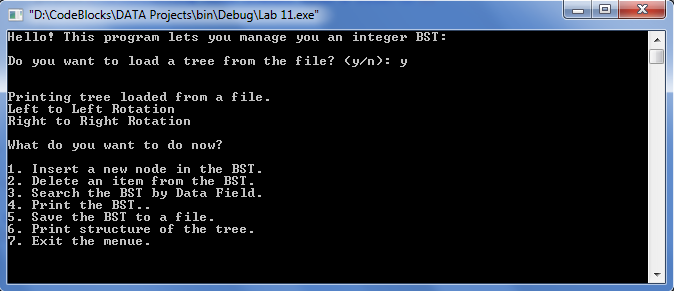 "D:\CodeBlocks\DATA Projects\bin\Debug\Lab 11.exe"
Hello! This program lets you manage you an integer BST:
Do you want to load a tree from the file? (y/n): y
Printing tree loaded from a file.
Left to Left Rotation
Right to Right Rotation
What do you want to do now?
1. Insert a new node in the BST.
2. Delete an item from the BST.
3. Search the BST by Data Field.
4. Print the BST..
5. Save the BST to a file.
6. Print structure of the tree.
7. Exit the menue.